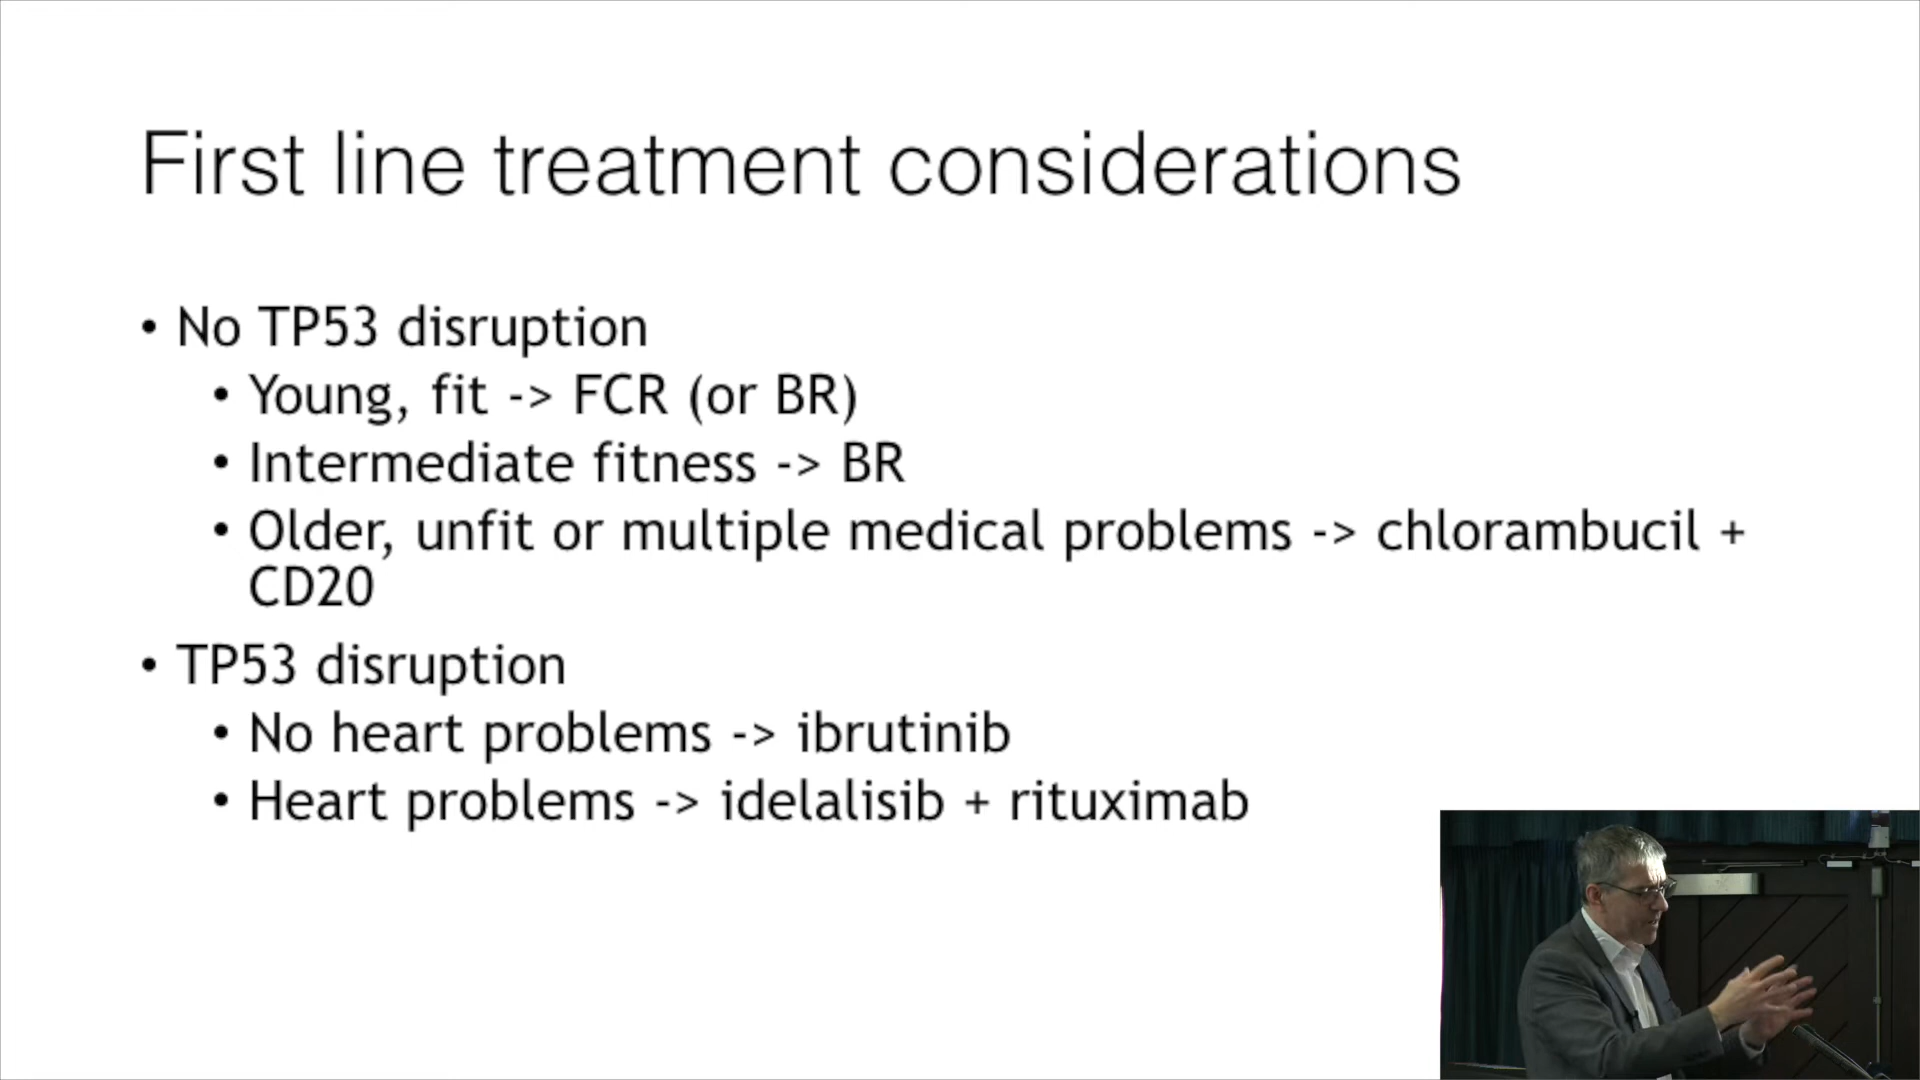 First line treatment considerations
• No TP53 disruption
• Young, fit -> FCR (or BR)
• Intermediate fitness -> BR
• Older, unfit or multiple medical problems -> chlorambucil +
CD20
• TP53 disruption
• No heart problems -> ibrutinib
• Heart problems -> idelalisib + rituximab